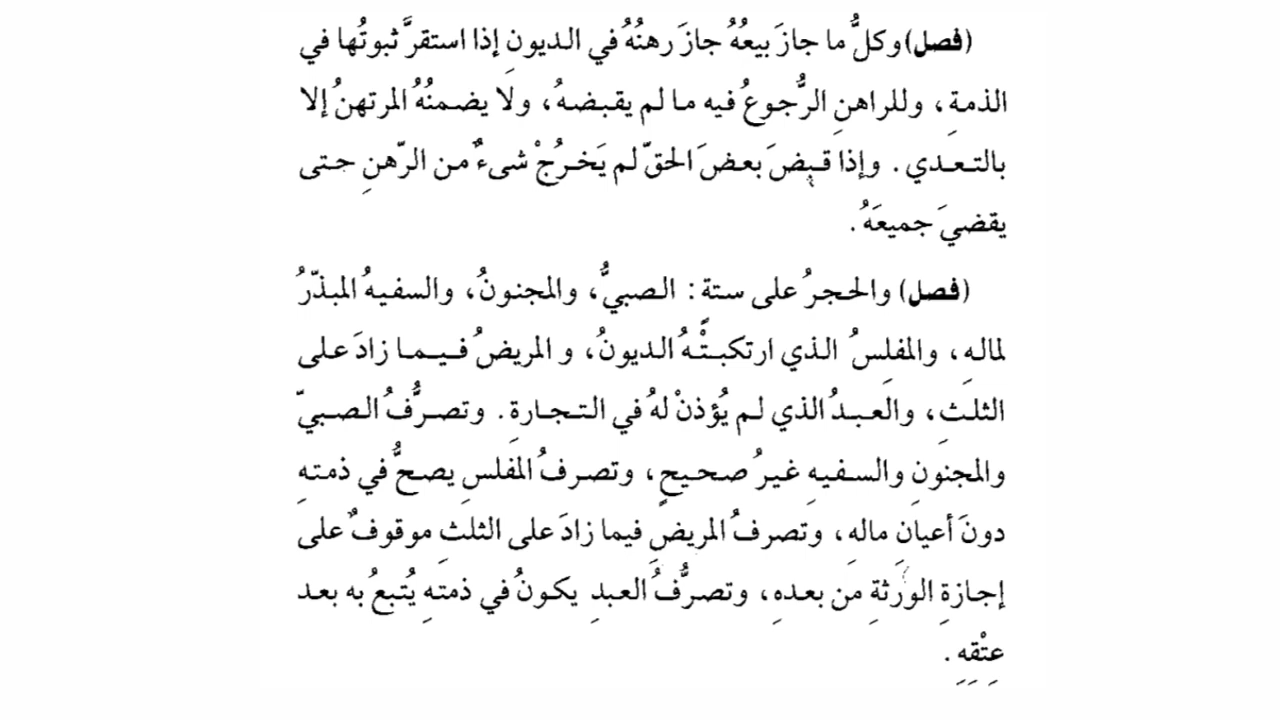 (فصل) وكلُّ ما جازَ بيعُهُ جازَ رهنُهُ في الديونِ إذا استقرَّ ثبوتُها في
الذمةِ، وللراهنِ الرُّجوعُ فيه ما لم يقبضهُ، ولا يضمنُهُ المرتهنُ إلا
بالتعدي. وإذا قبضَ بعضَ الحقّ لم يَخرُجْ شىءٌ من الرّهنِ حتى
يقضيَ جميعَهُ.
(فصل) والحجرُ على ستة: الصبيُّ، والمجنونُ، والسفيهُ المبذّرُ
لمالهِ، والمفلِسُ الذي ارتكبتْهُ الديونُ، والمريضُ فيما زادَ على
الثلثِ، والعبدُ الذي لم يُؤذنْ لهُ في التجارةِ. وتصرُّفُ الصبيّ
والمجنونِ والسفيهِ غيرُ صحيحٍ، وتصرفُ المفلسِ يصحُّ في ذمتهِ
دونَ أعيانِ مالهِ، وتصرفُ المريضِ فيما زادَ على الثلثِ موقوفٌ على
إجازةِ الورثةِ من بعدهِ، وتصرُّفُ العبدِ يكونُ في ذمتهِ يُتبعُ به بعد
عِتْقِهِ.